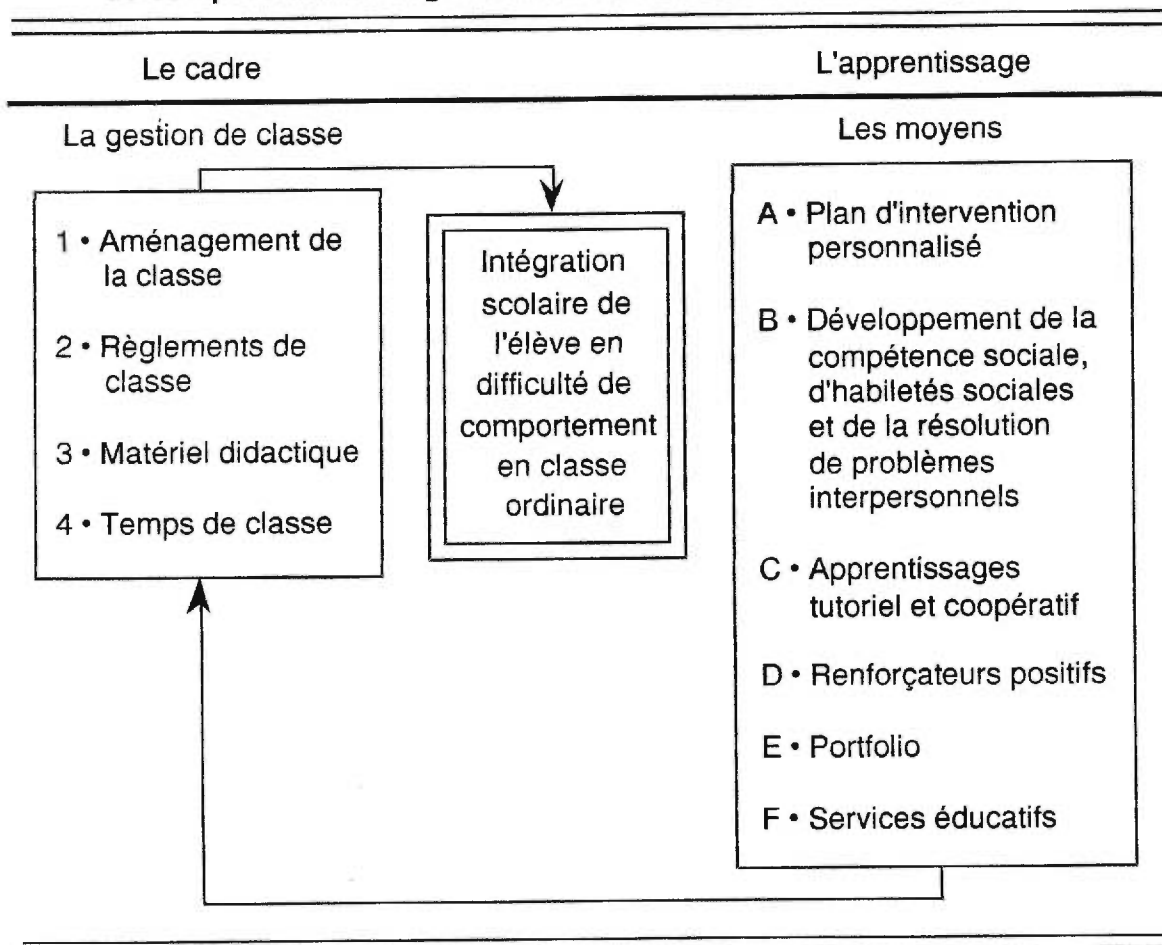 Le cadre
L'apprentissage
La gestion de classe
Les moyens
1 • Aménagement de
la classe
2 • Règlements de
classe
3 • Matériel didactique
4 • Temps de classe
Intégration
scolaire de
l'élève en
difficulté de
comportement
en classe
ordinaire
A • Plan d'intervention
personnalisé
B • Développement de la
compétence sociale,
d'habiletés sociales
et de la résolution
de problèmes
interpersonnels
C • Apprentissages
tutoriel et coopératif
D • Renforçateurs positifs
E • Portfolio
F • Services éducatifs